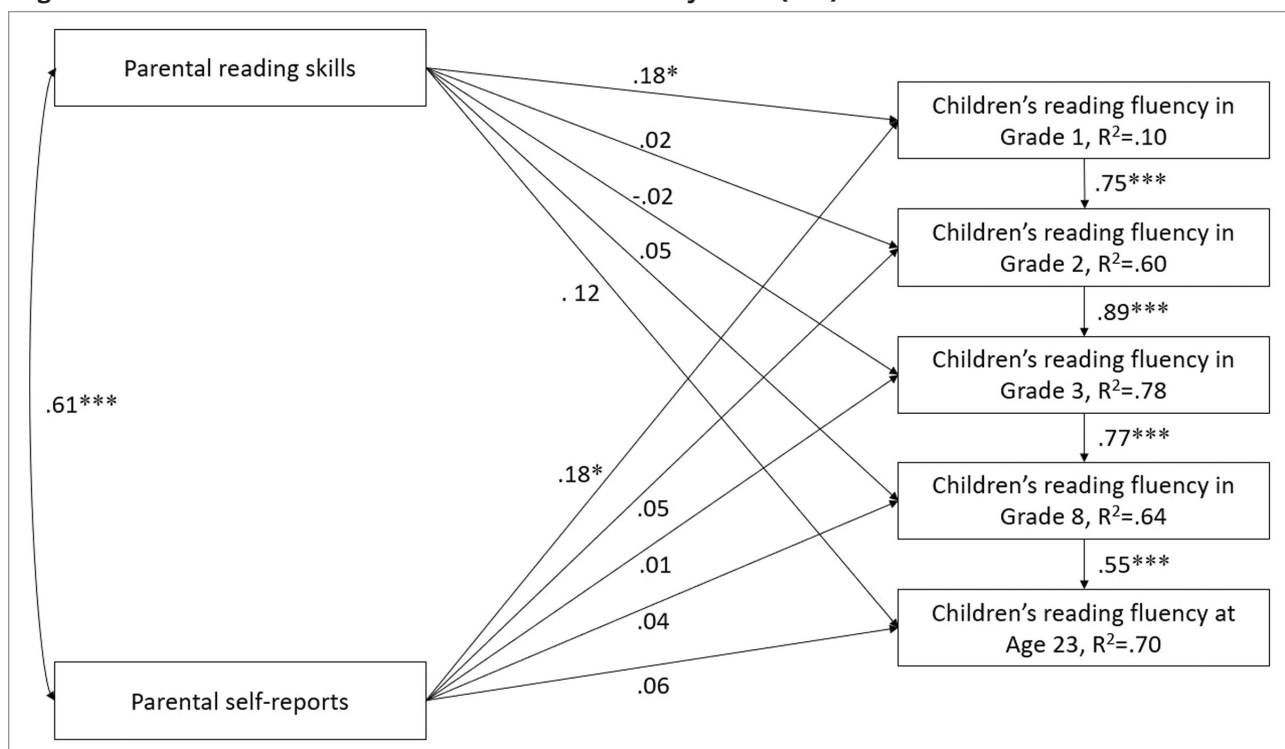 Parental reading skills
.18*
Children's reading fluency in
Grade 1, R²=.10
.02
.75***
-.02
Children's reading fluency in
Grade 2, R²=.60
.05
. 12
.89***
Children's reading fluency in
Grade 3, R²=.78
.61***
.77***
.18*
Children's reading fluency in
Grade 8, R²=.64
.05
.01
.55***
.04
Children's reading fluency at
Age 23, R²=.70
.06
Parental self-reports